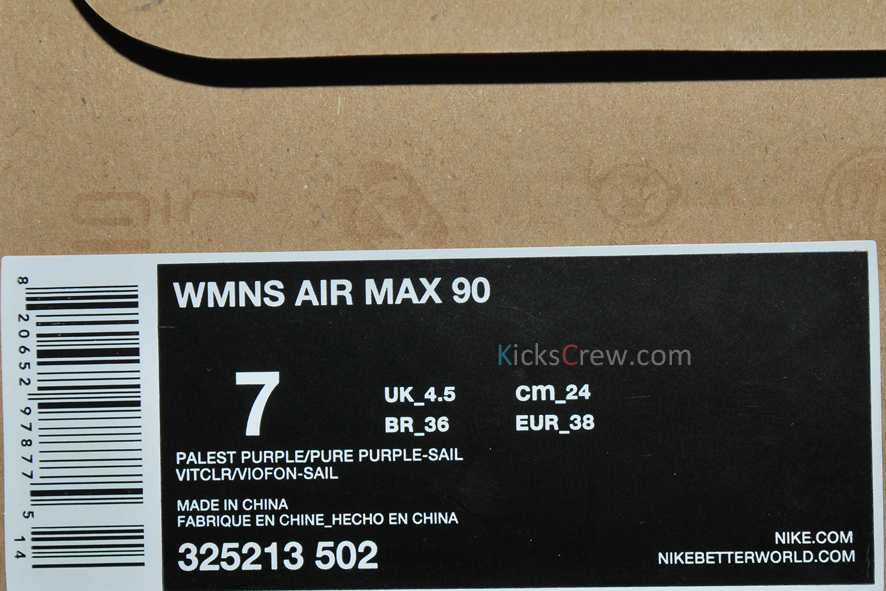 WMNS AIR MAX 90
KicksCrew.com
7
UK_4.5 cm_24
BR_36 EUR_38
PALEST PURPLE/PURE PURPLE-SAIL
VITCLR/VIOFON-SAIL
MADE IN CHINA
FABRIQUE EN CHINE_HECHO EN CHINA
325213 502
NIKE.COM
NIKEBETTERWORLD.COM
8 20652 97877 5 14